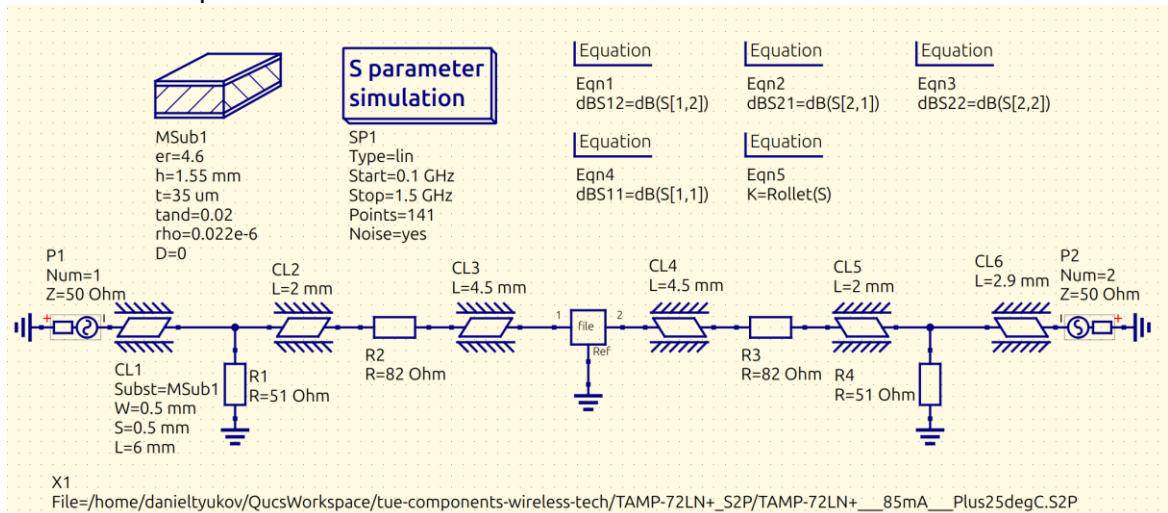 Equation
Equation
Equation
S parameter
simulation
Eqn1
dBS12=dB(S[1,2])
Eqn2
dBS21=dB(S[2,1])
Eqn3
dBS22=dB(S[2,2])
MSub1
er=4.6
h=1.55 mm
t=35 um
tand=0.02
rho=0.022e-6
D=0
SP1
Type=lin
Start=0.1 GHz
Stop=1.5 GHz
Points=141
Noise=yes
Equation
Equation
Eqn4
dBS11=dB(S[1,1])
Eqn5
K=Rollet(S)
P1
Num=1
Z=50 Ohm
CL2
L=2 mm
CL3
L=4.5 mm
CL4
L=4.5 mm
CL5
L=2 mm
CL6
L=2.9 mm
P2
Num=2
Z=50 Ohm
1
file
2
Ref
CL1
Subst=MSub1
W=0.5 mm
S=0.5 mm
L=6 mm
R1
R=51 Ohm
R2
R=82 Ohm
R3
R=82 Ohm
R4
R=51 Ohm
X1
File=/home/danieltyukov/QucsWorkspace/tue-components-wireless-tech/TAMP-72LN+_S2P/TAMP-72LN+___85mA___Plus25degC.S2P